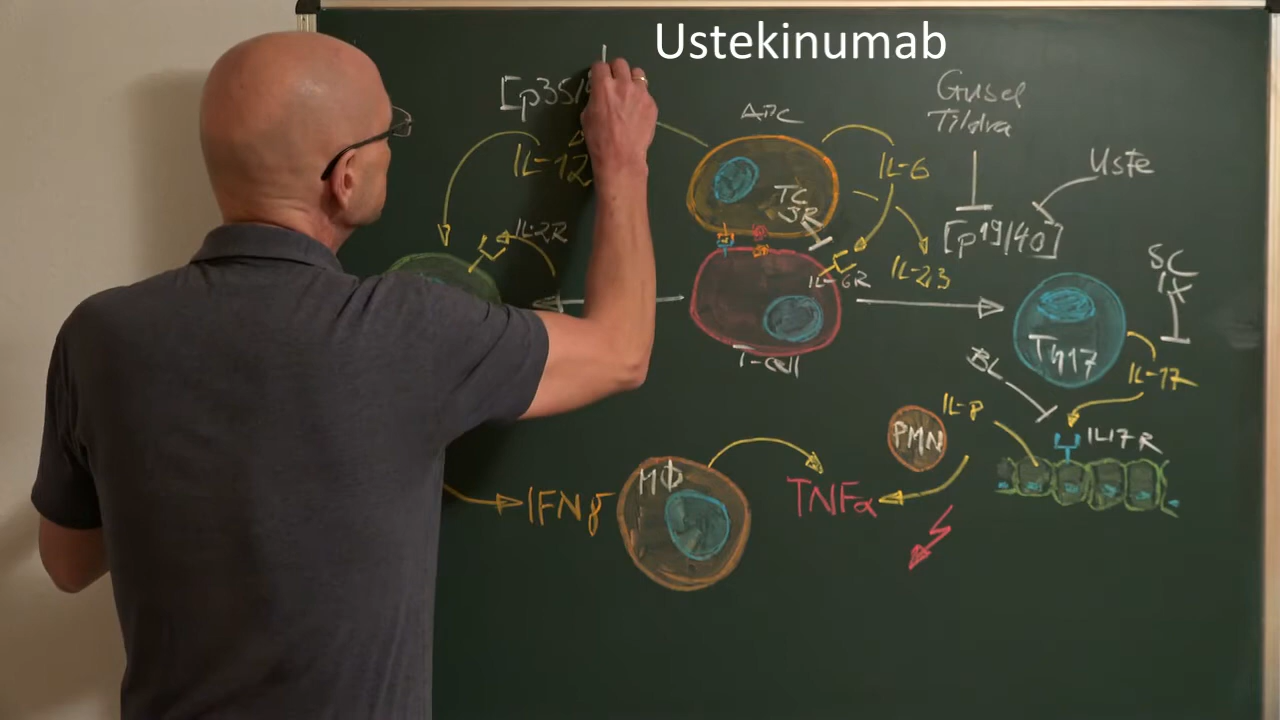 Ustekinumab
[p35/
APC
Gusel
Tildra
IL-12
IL-6
Uste
TC
IL-2R
[p19/40]
IL-23
SC
IX
IL-6R
T-cell
Th17
BL
IL-17
IL-8
PMN
IL17R
MΦ
IFNγ
TNFα